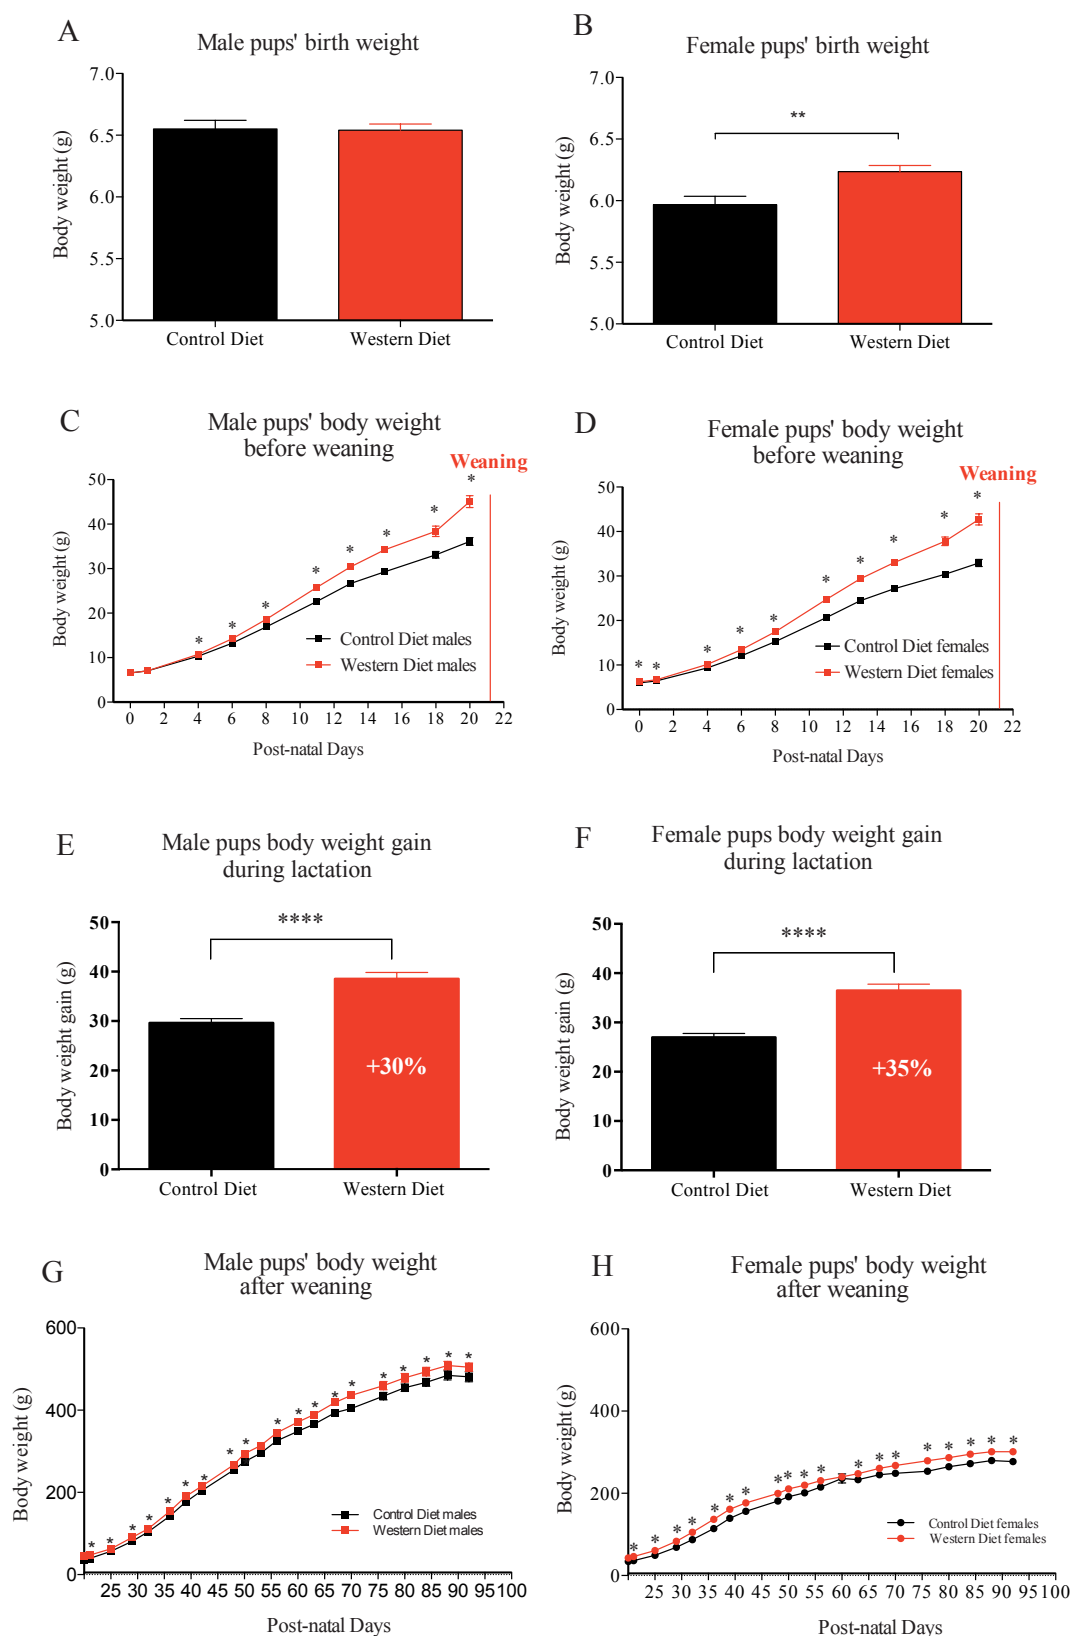 A
Male pups' birth weight
Body weight (g)
7.0
6.5
6.0
5.5
5.0
Control Diet
Western Diet
B
Female pups' birth weight
Body weight (g)
7.0
6.5
6.0
5.5
5.0
**
Control Diet
Western Diet
C
Male pups' body weight
before weaning
Weaning
Body weight (g)
50
40
30
20
10
0
* * * * * * * *
Control Diet males
Western Diet males
0 2 4 6 8 10 12 14 16 18 20 22
Post-natal Days
D
Female pups' body weight
before weaning
Weaning
Body weight (g)
50
40
30
20
10
0
* * * * * * * * * *
Control Diet females
Western Diet females
0 2 4 6 8 10 12 14 16 18 20 22
Post-natal Days
E
Male pups body weight gain
during lactation
Body weight gain (g)
50
40
30
20
10
0
****
+30%
Control Diet
Western Diet
F
Female pups body weight gain
during lactation
Body weight gain (g)
50
40
30
20
10
0
****
+35%
Control Diet
Western Diet
G
Male pups' body weight
after weaning
Body weight (g)
600
400
200
0
* * * * * * * * * * * * * * * * * * *
Control Diet males
Western Diet males
25 30 35 40 45 50 55 60 65 70 75 80 85 90 95 100
Post-natal Days
H
Female pups' body weight
after weaning
Body weight (g)
600
400
200
0
* * * * * * * * * * * * * * * * * * *
Control Diet females
Western Diet females
25 30 35 40 45 50 55 60 65 70 75 80 85 90 95 100
Post-natal Days